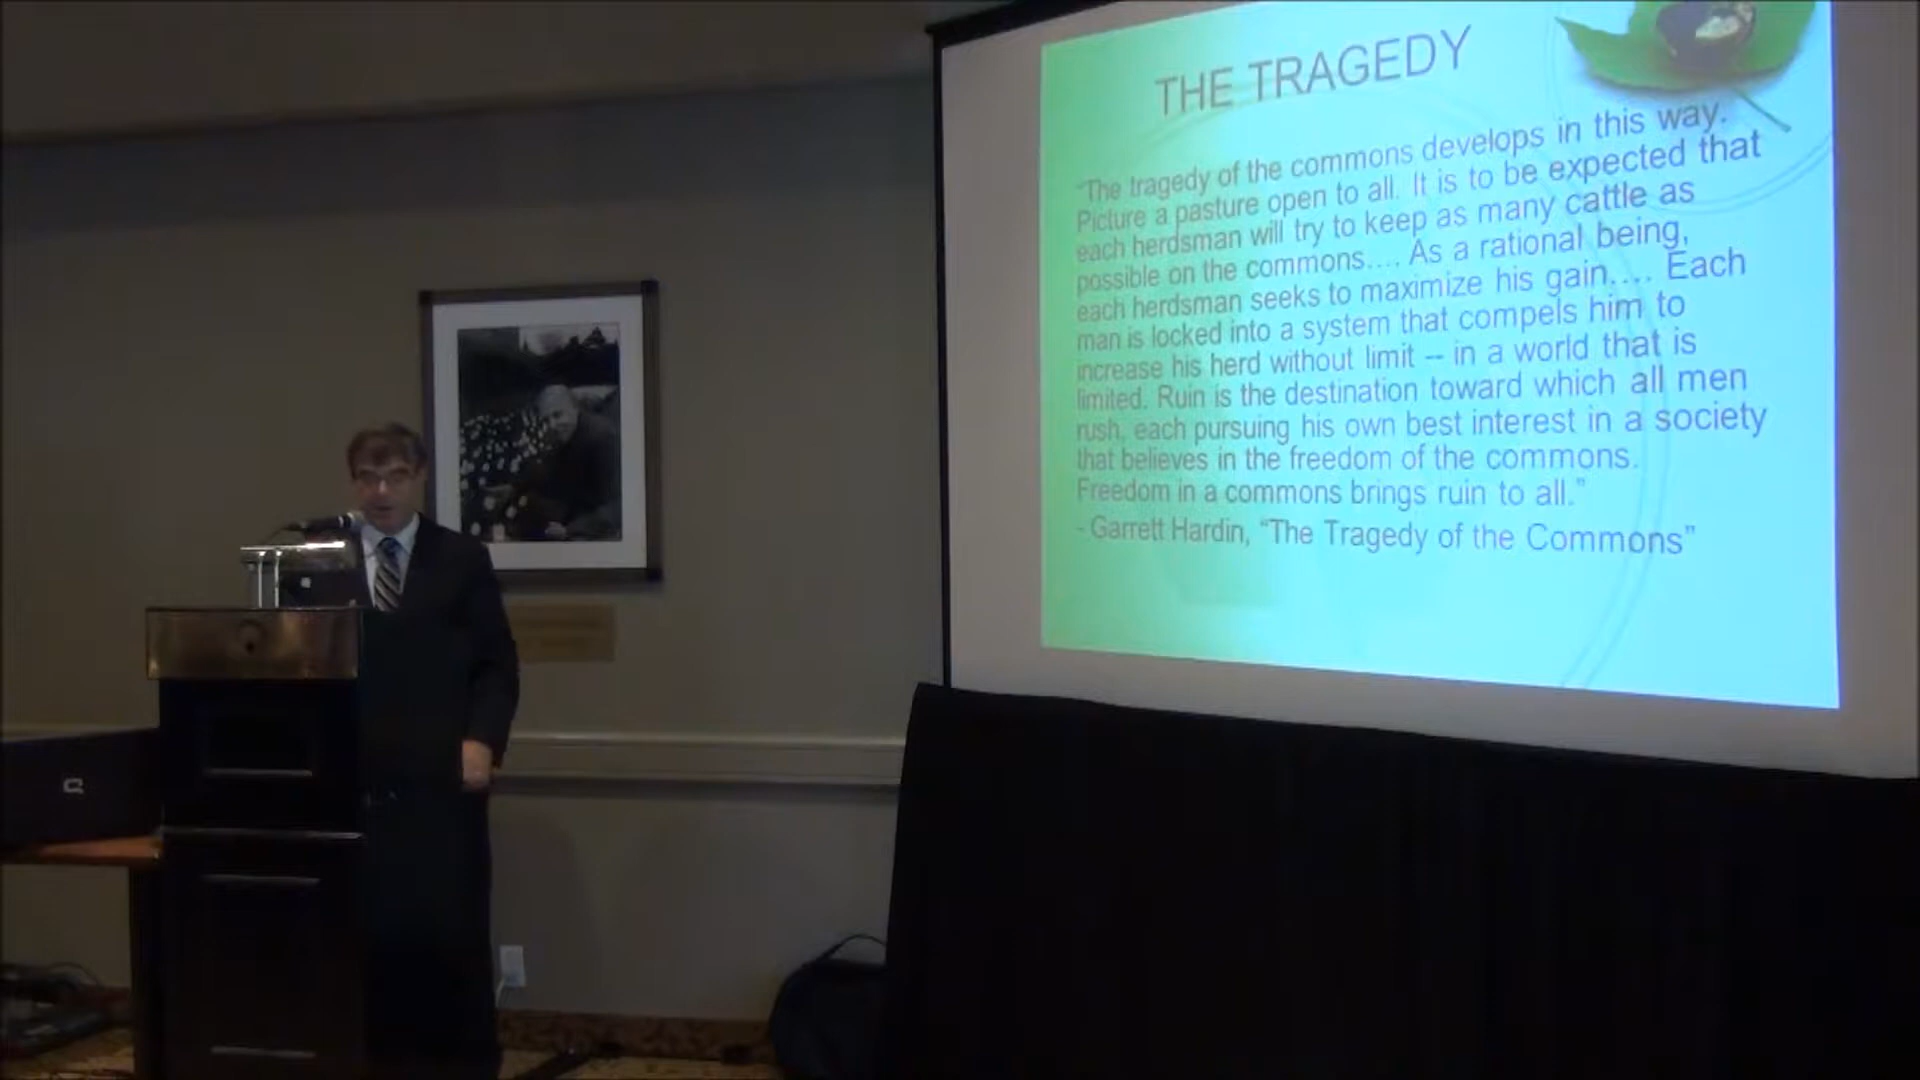 THE TRAGEDY
“The tragedy of the commons develops in this way.
Picture a pasture open to all. It is to be expected that
each herdsman will try to keep as many cattle as
possible on the commons.... As a rational being,
each herdsman seeks to maximize his gain.... Each
man is locked into a system that compels him to
increase his herd without limit -- in a world that is
limited. Ruin is the destination toward which all men
rush, each pursuing his own best interest in a society
that believes in the freedom of the commons.
Freedom in a commons brings ruin to all.”
- Garrett Hardin, “The Tragedy of the Commons”